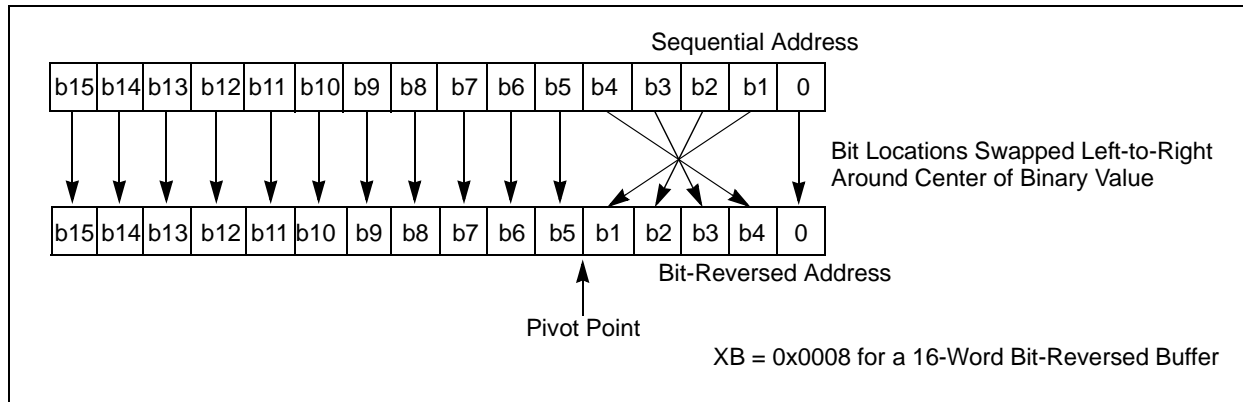 Sequential Address
b15 b14 b13 b12 b11 b10 b9 b8 b7 b6 b5 b4 b3 b2 b1 0
Bit Locations Swapped Left-to-Right
Around Center of Binary Value
b15 b14 b13 b12 b11 b10 b9 b8 b7 b6 b5 b1 b2 b3 b4 0
Bit-Reversed Address
Pivot Point
XB = 0x0008 for a 16-Word Bit-Reversed Buffer